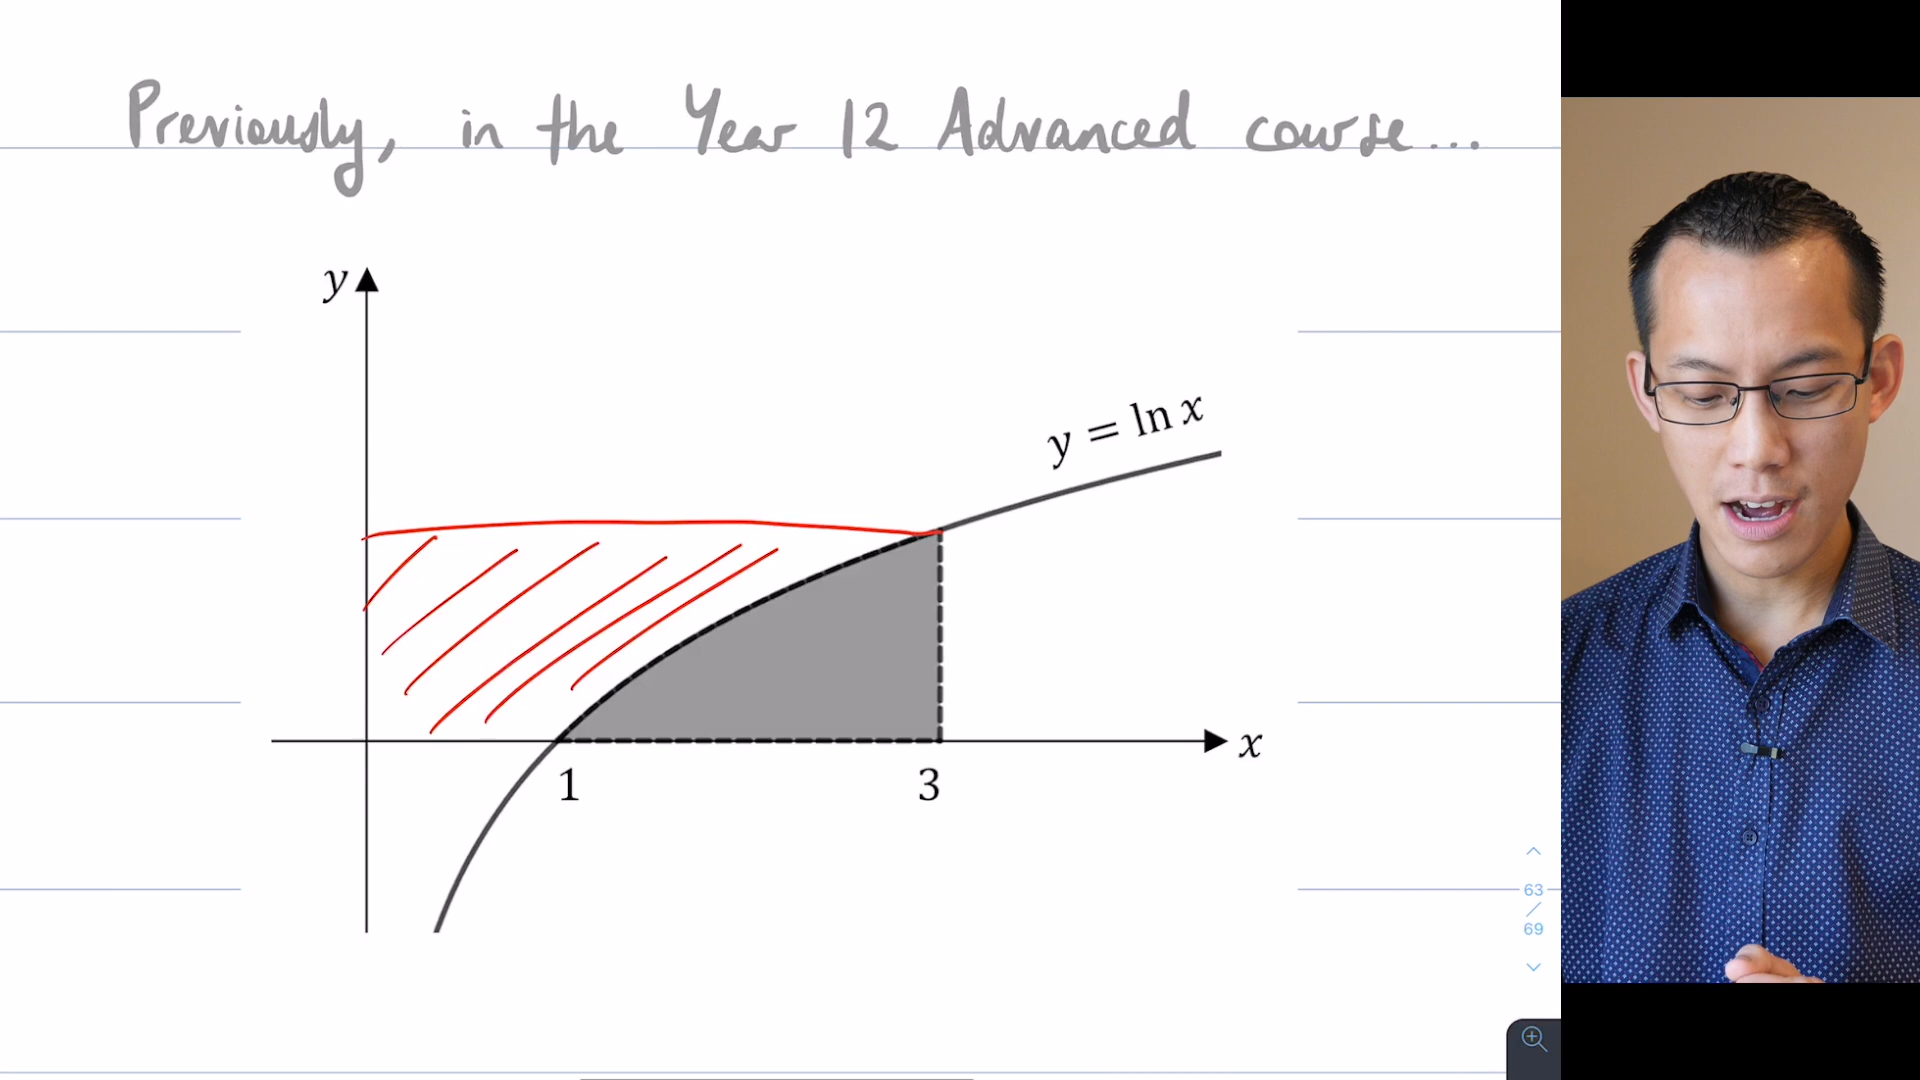 Previously, in the Year 12 Advanced course...
y
y = ln x
x
1
3
63
/
69